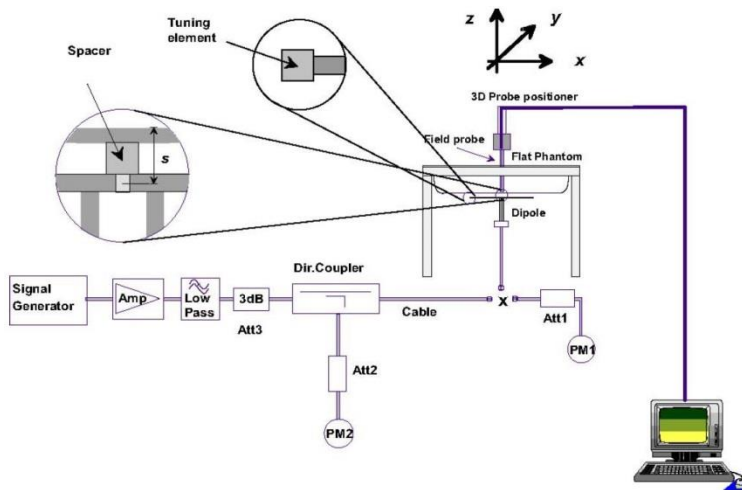 Tuning
element
Spacer
s
z
y
x
3D Probe positioner
Field probe
Flat Phantom
Dipole
Signal
Generator
Amp
Low
Pass
3dB
Att3
Dir.Coupler
Cable
x
Att1
PM1
Att2
PM2